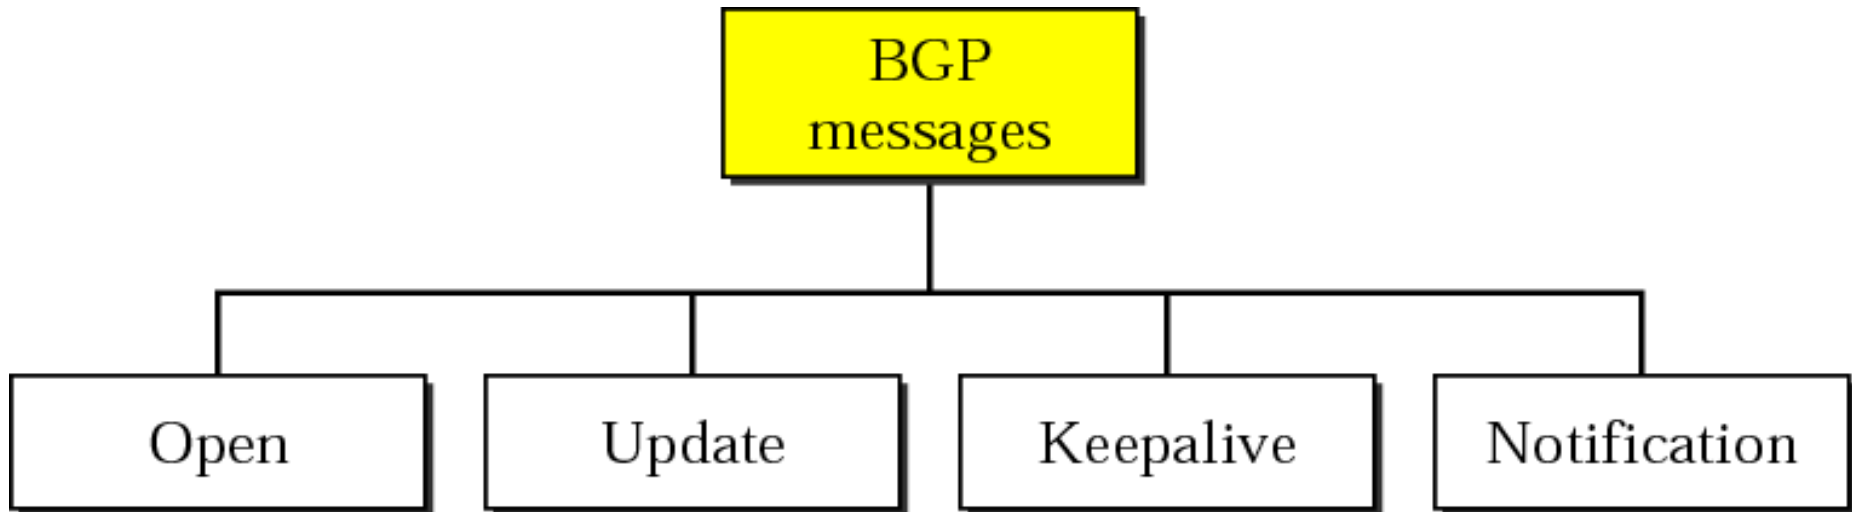 BGP
messages
Open
Update
Keepalive
Notification